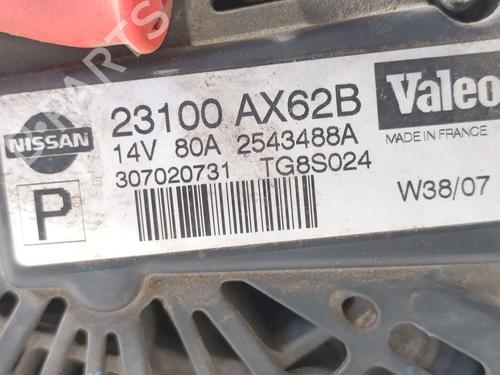 23100 AX62B
Valeo
NISSAN
14V 80A 2543488A
MADE IN FRANCE
307020731 TG8S024
P
W38/07